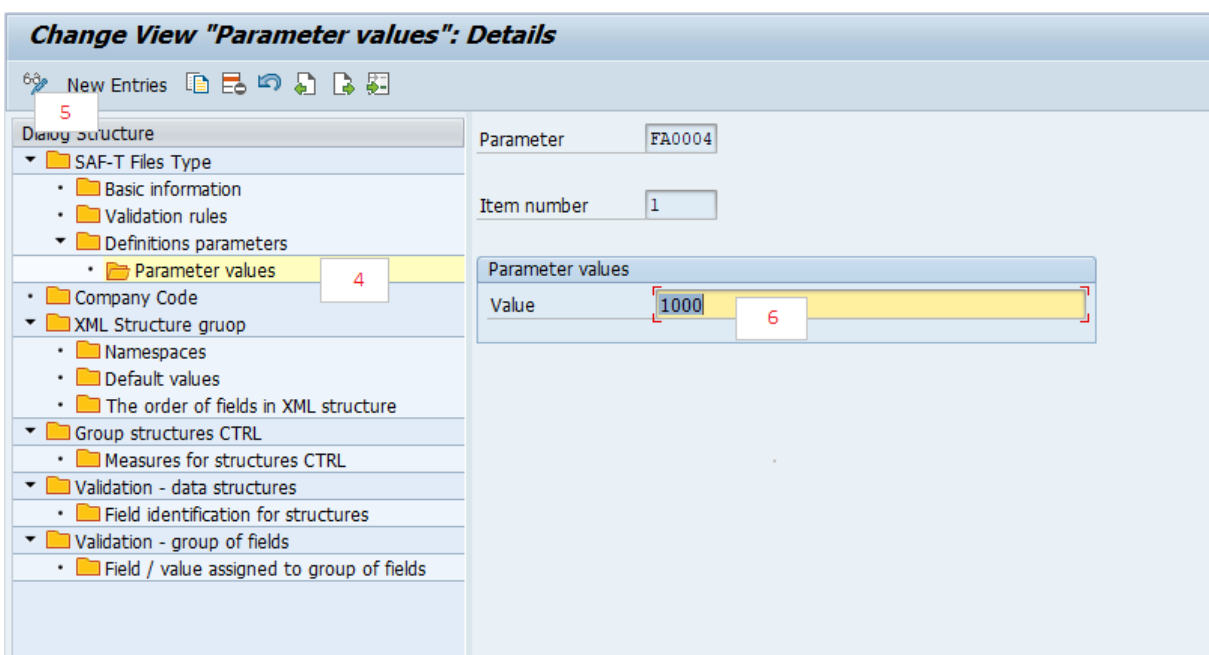 Change View "Parameter values": Details
New Entries
5
Dialog Structure
SAF-T Files Type
Basic information
Validation rules
Definitions parameters
Parameter values
4
Company Code
XML Structure gruop
Namespaces
Default values
The order of fields in XML structure
Group structures CTRL
Measures for structures CTRL
Validation - data structures
Field identification for structures
Validation - group of fields
Field / value assigned to group of fields
Parameter FA0004
Item number 1
Parameter values
Value 1000
6